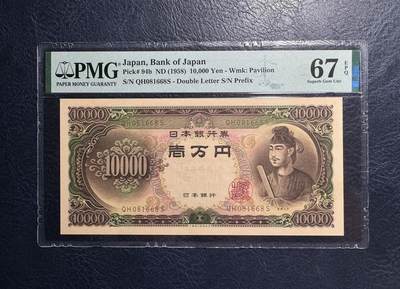 PMG
PAPER MONEY GUARANTY
Japan, Bank of Japan
Pick# 94b ND (1958) 10,000 Yen - Wmk: Pavilion
S/N QH081668S - Double Letter S/N Prefix
67 EPQ
Superb Gem Unc
10000
10000
QH081668S
日本銀行券
10000
壱万円
日本銀行
QH081668S
10000
10000